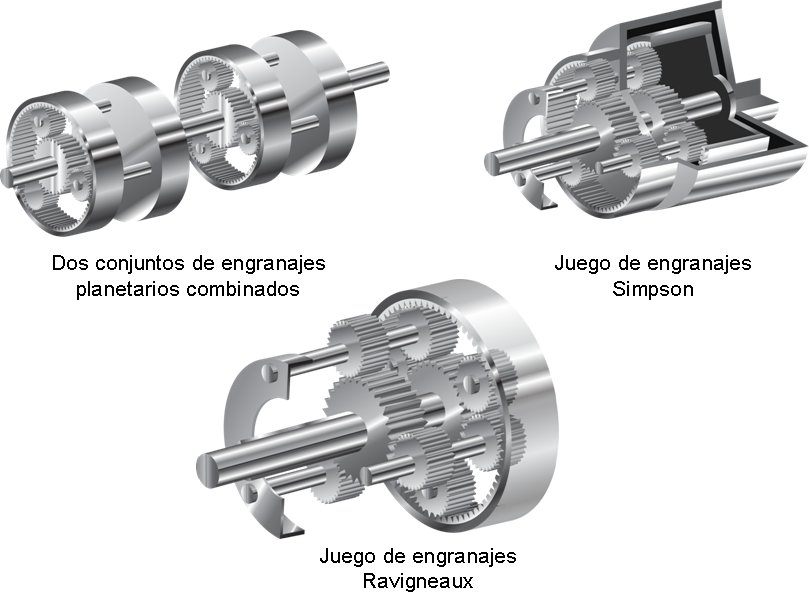 Dos conjuntos de engranajes
planetarios combinados
Juego de engranajes
Simpson
Juego de engranajes
Ravigneaux